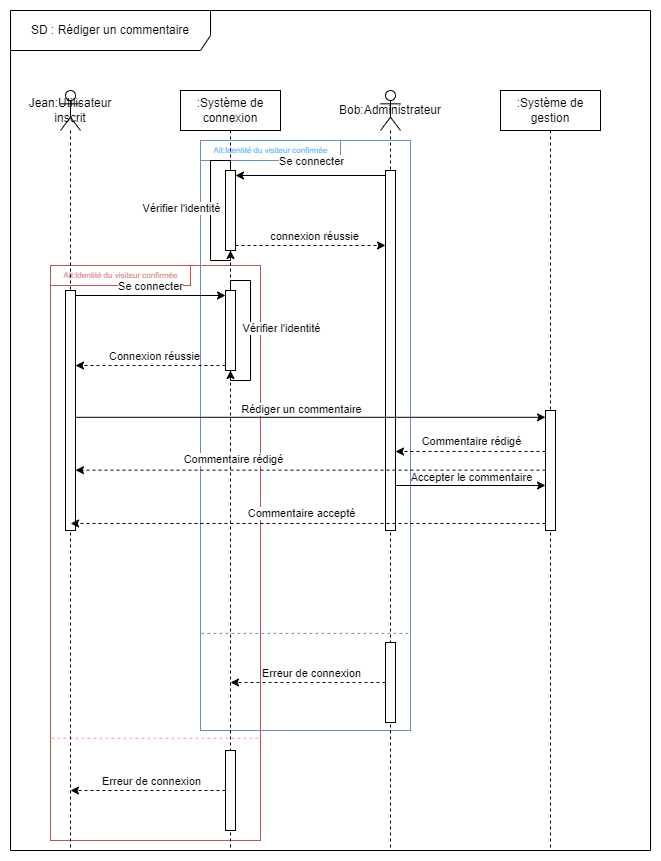 SD : Rédiger un commentaire
Jean:Utilisateur
inscrit
:Système de
connexion
Bob:Administrateur
:Système de
gestion
Alt:Identité du visiteur confirmée
Se connecter
Vérifier l'identité
connexion réussie
Alt:Identité du visiteur confirmée
Se connecter
Vérifier l'identité
Connexion réussie
Rédiger un commentaire
Commentaire rédigé
Commentaire rédigé
Accepter le commentaire
Commentaire accepté
Erreur de connexion
Erreur de connexion